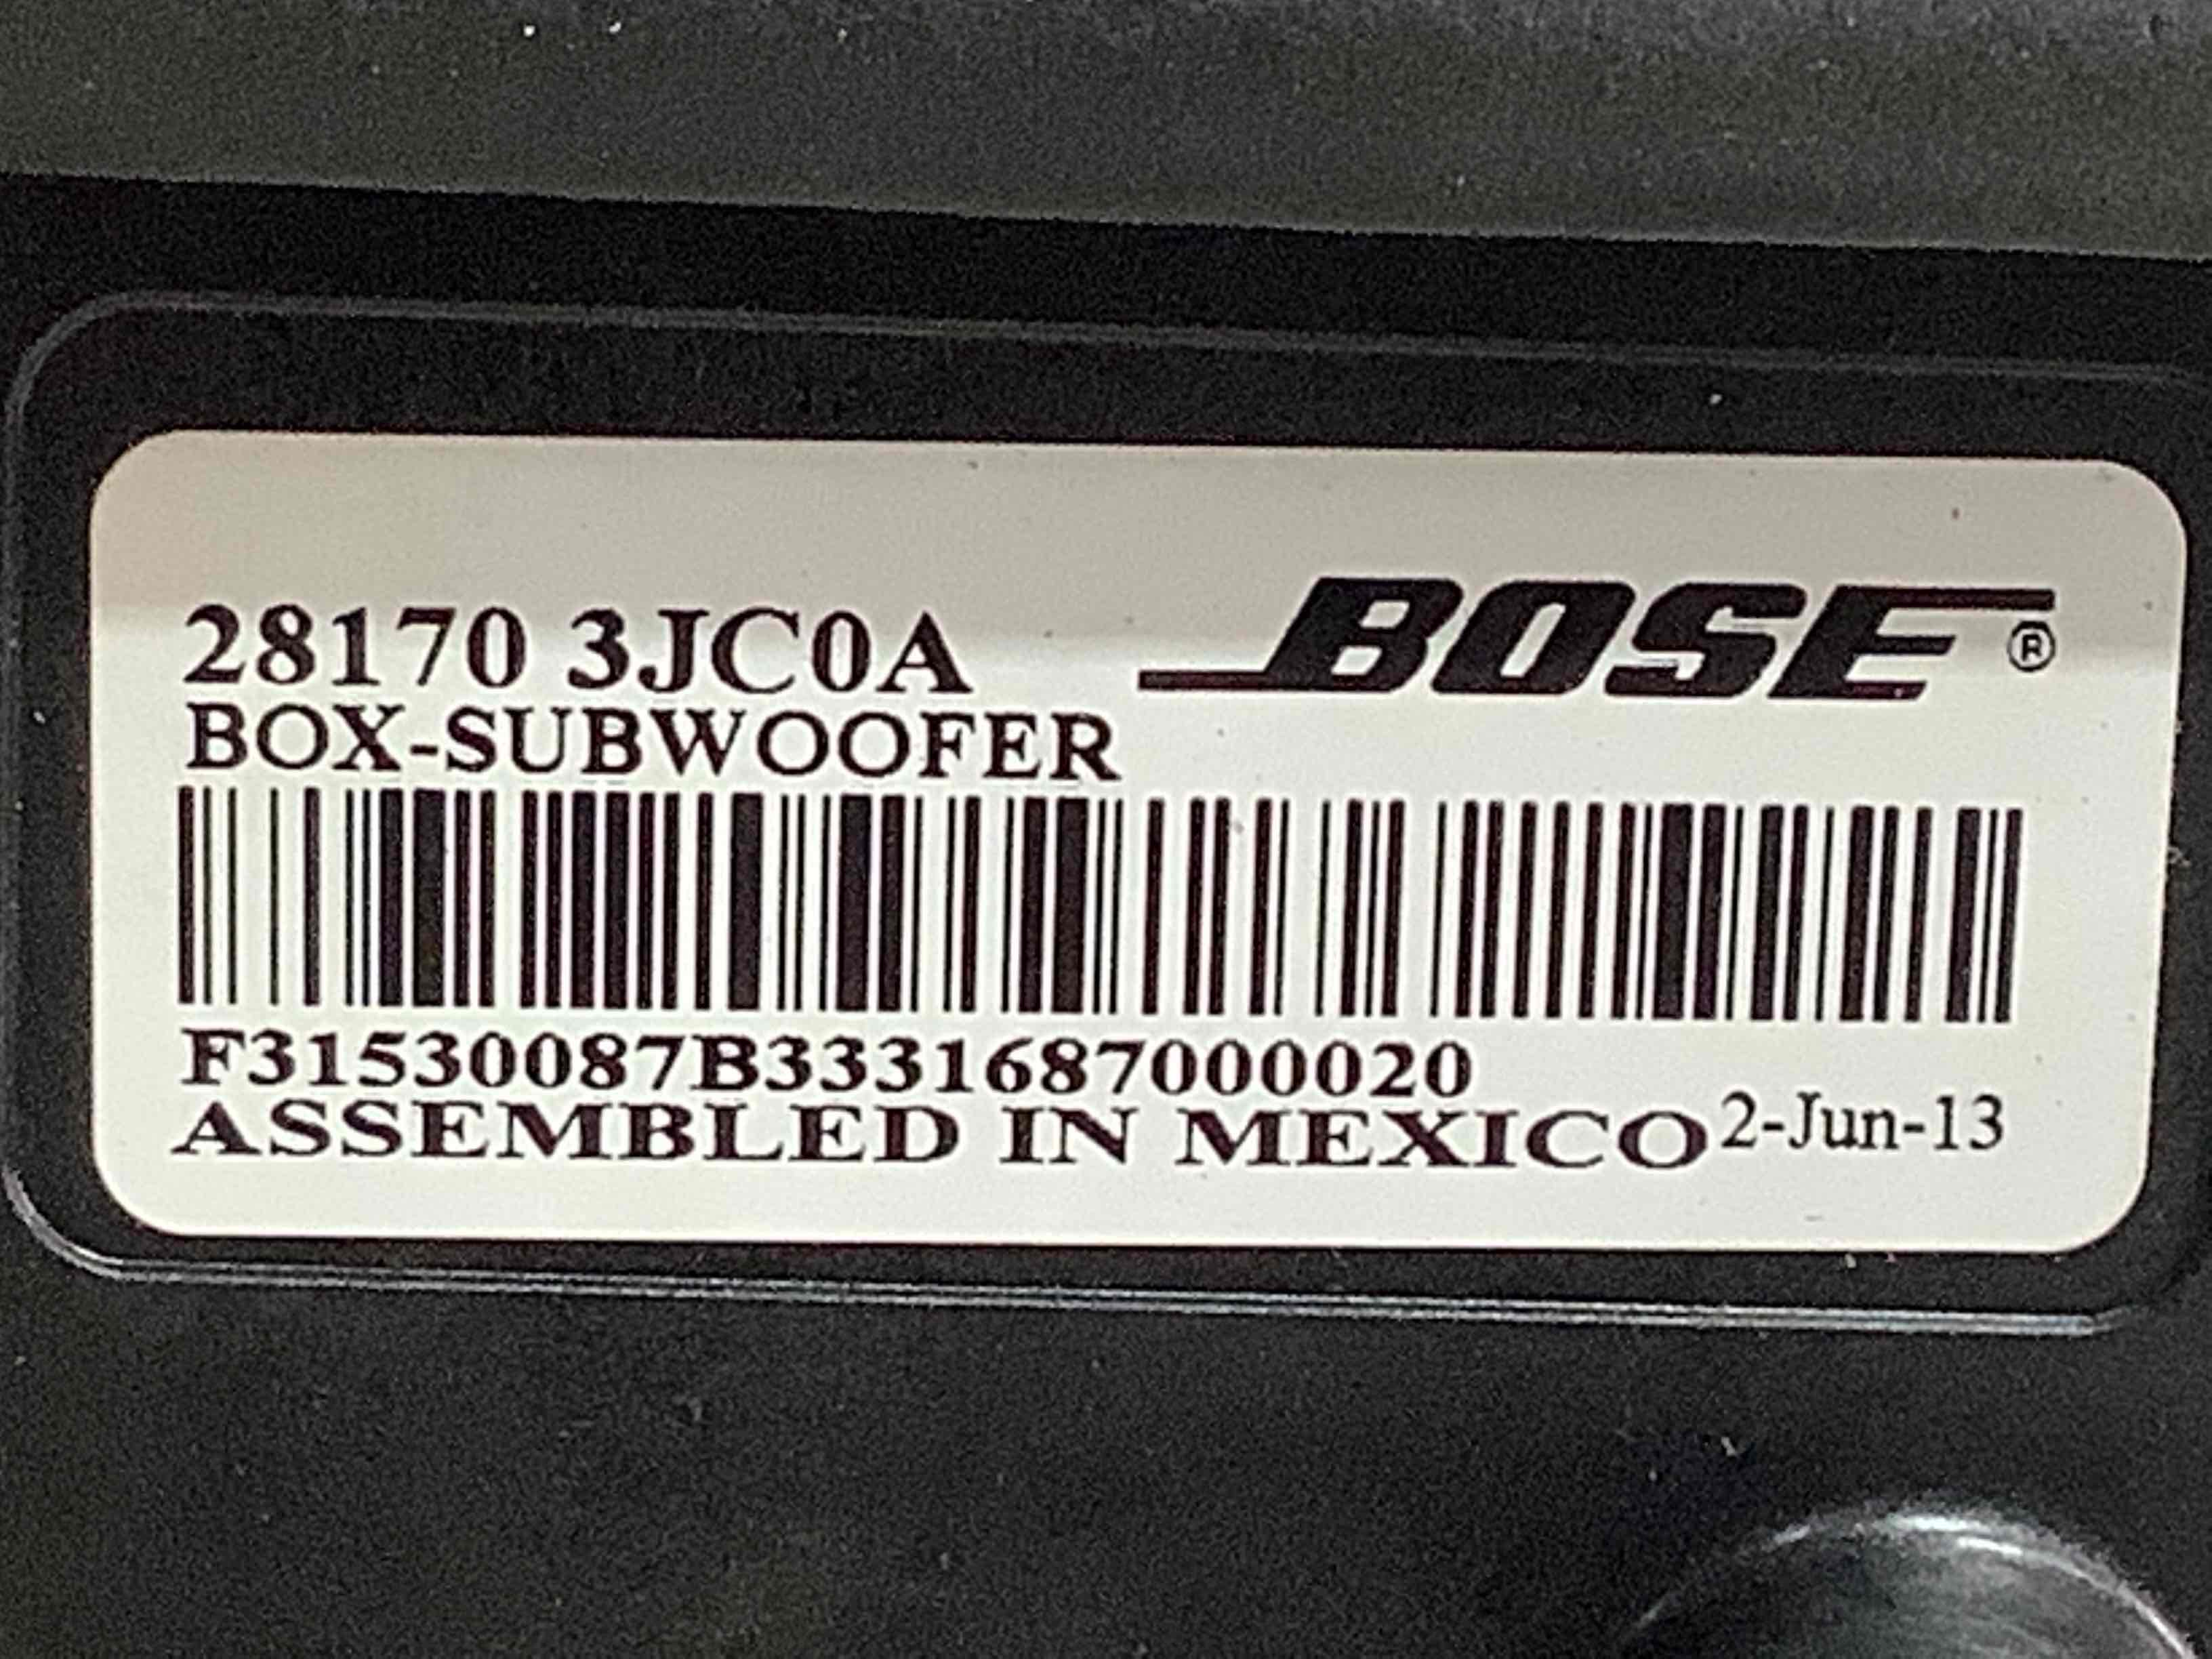 28170 3JC0A
BOSE®
BOX-SUBWOOFER
F31530087B3331687000020
ASSEMBLED IN MEXICO 2-Jun-13